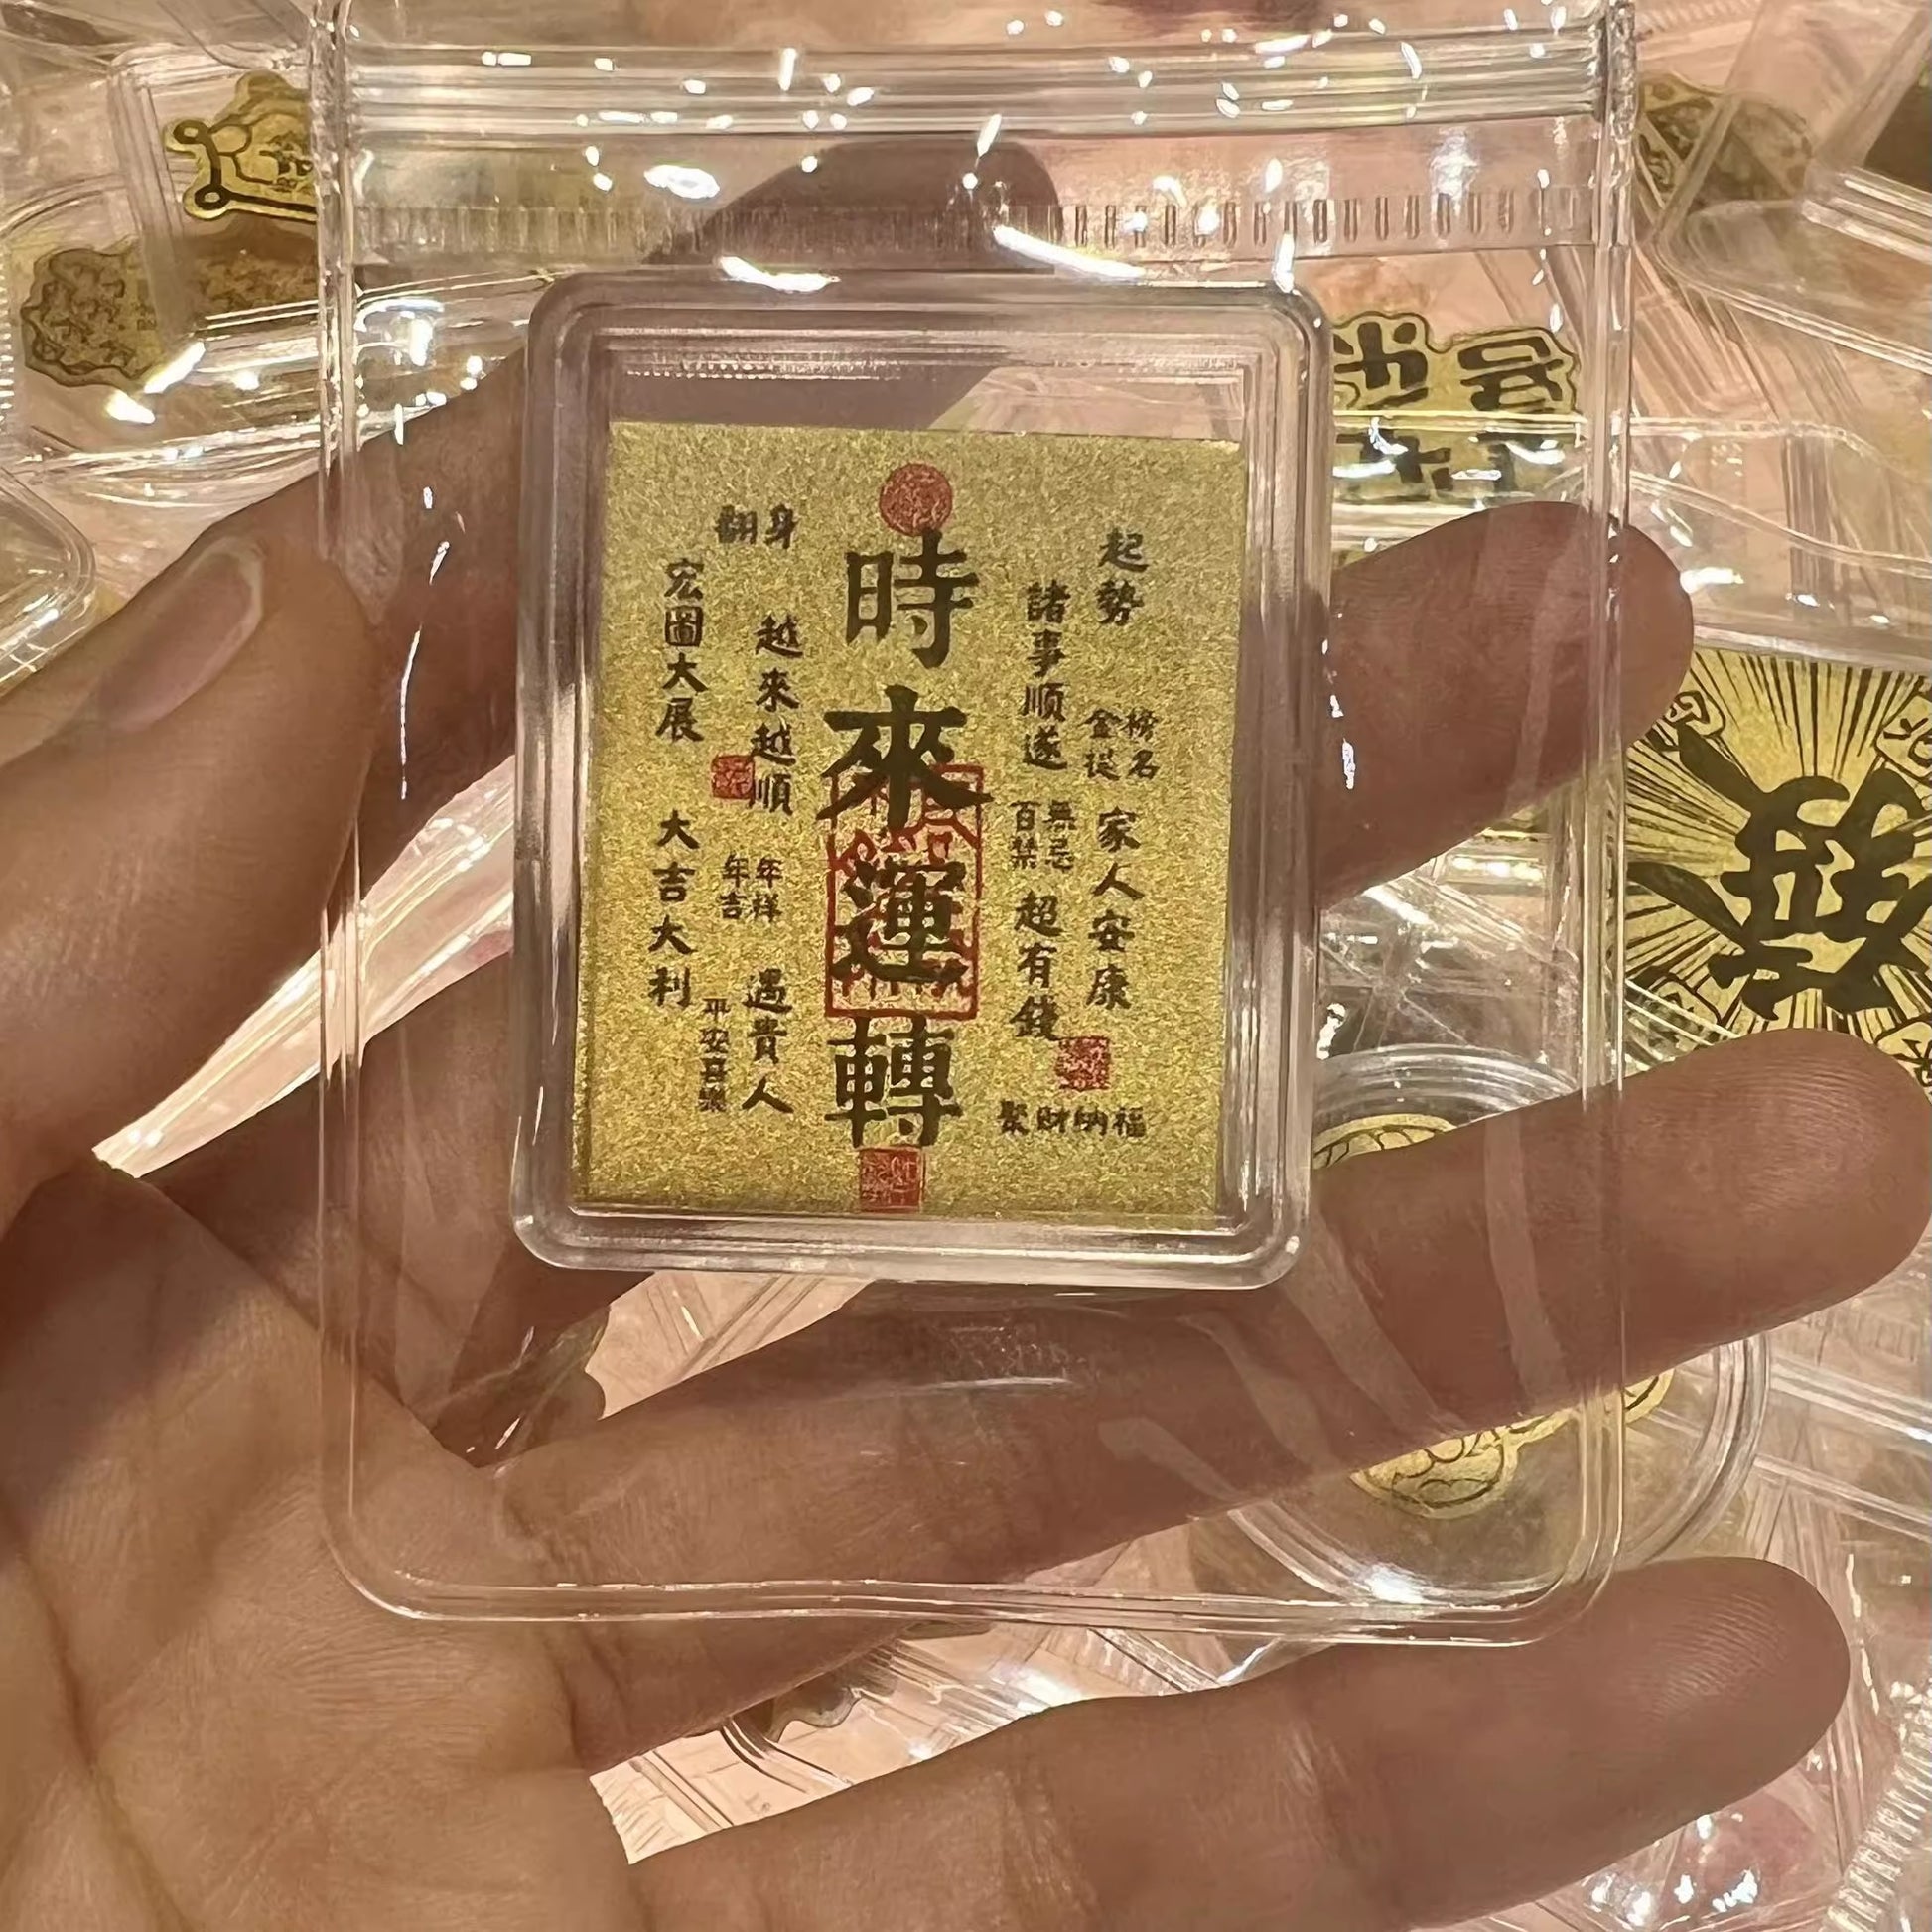 起勢
金榜
提名
家人安康
諸事順遂
百無
禁忌
超有錢
聚財納福
時來運轉
翻身
越來越順
年年
吉祥
遇貴人
宏圖大展
大吉大利
平安喜樂
北